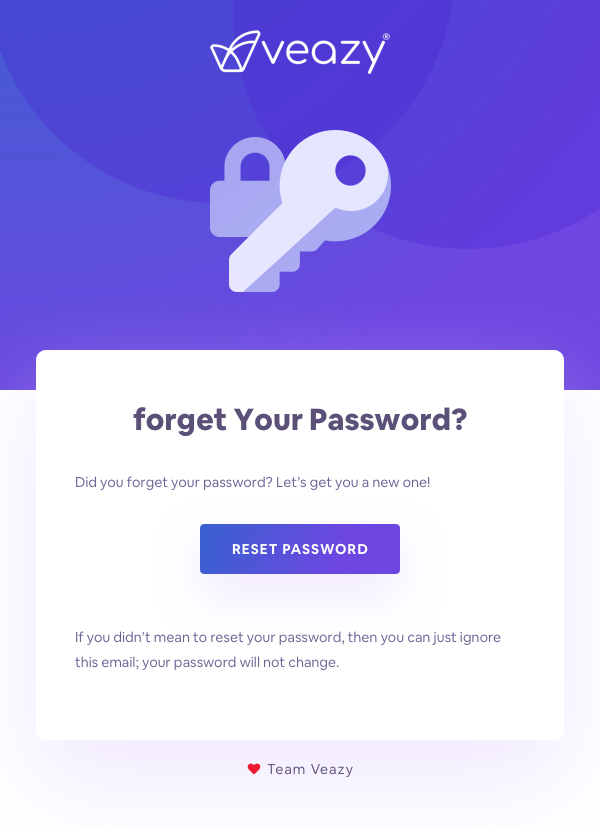 veazy®
forget Your Password?
Did you forget your password? Let’s get you a new one!
RESET PASSWORD
If you didn’t mean to reset your password, then you can just ignore
this email; your password will not change.
Team Veazy